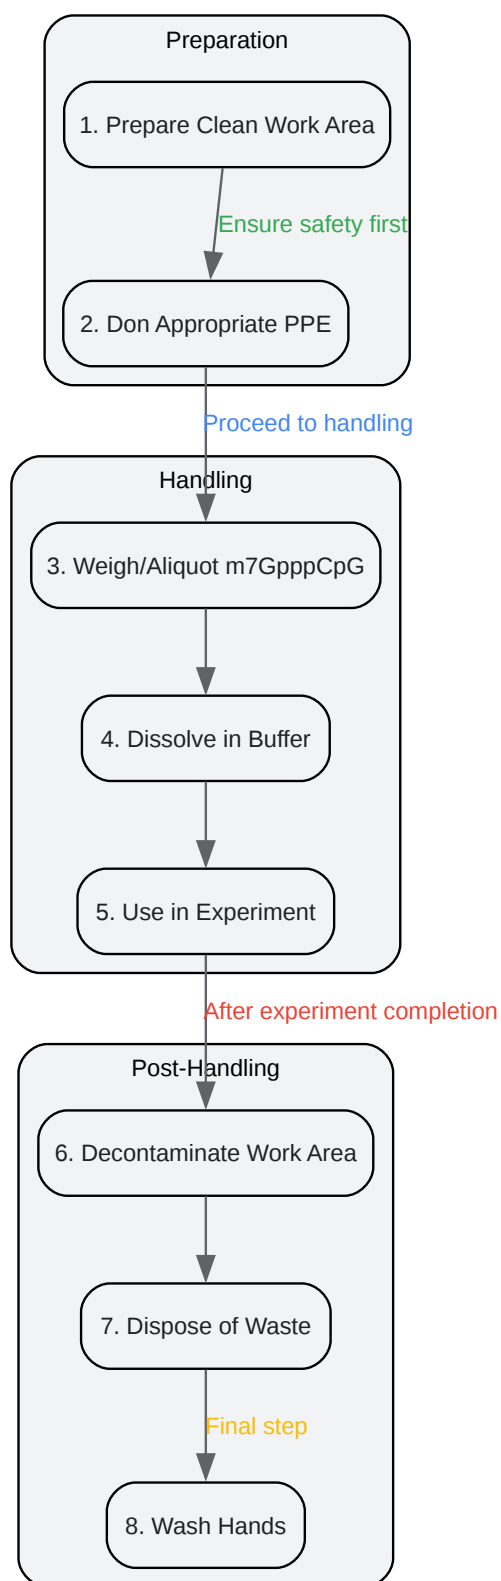 Preparation
1. Prepare Clean Work Area
Ensure safety first
2. Don Appropriate PPE
Proceed to handling
Handling
3. Weigh/Aliquot m7GpppCpG
4. Dissolve in Buffer
5. Use in Experiment
After experiment completion
Post-Handling
6. Decontaminate Work Area
7. Dispose of Waste
Final step
8. Wash Hands